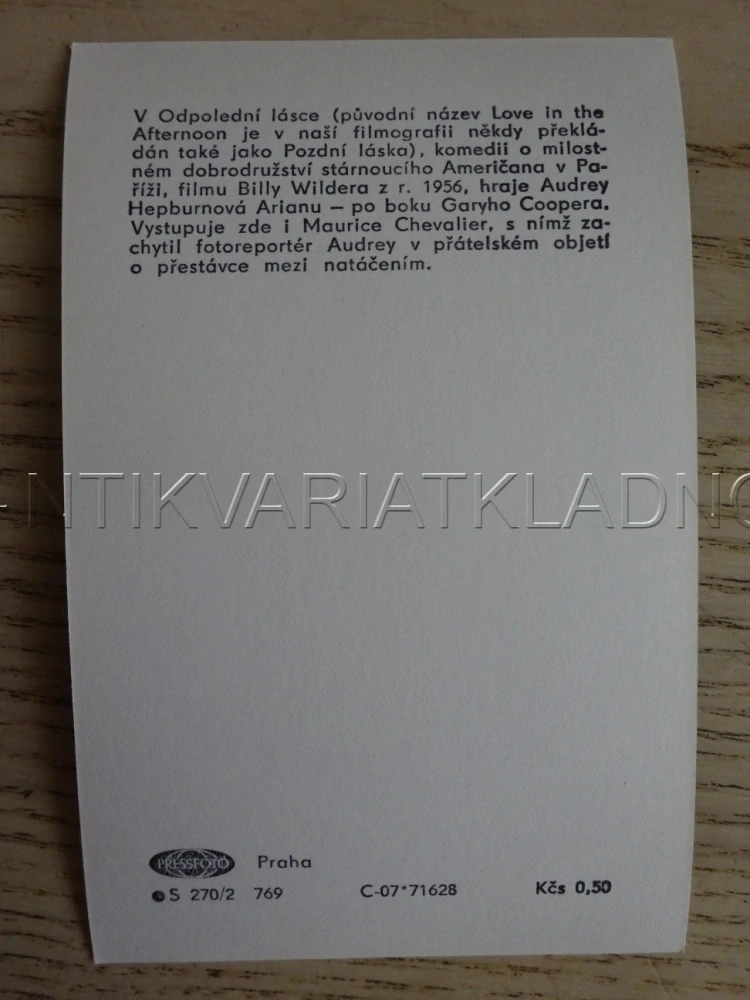 V Odpolední lásce (původní název Love in the
Afternoon je v naší filmografii někdy překlá-
dán také jako Pozdní láska), komedii o milost-
ném dobrodružství stárnoucího Američana v Pa-
říži, filmu Billy Wildera z r. 1956, hraje Audrey
Hepburnová Arianu – po boku Garyho Coopera.
Vystupuje zde i Maurice Chevalier, s nímž za-
chytil fotoreportér Audrey v přátelském objetí
o přestávce mezi natáčením.
NTIKVARIATKLADNO
PRESSFOTO Praha
S 270/2 769 C-07*71628 Kčs 0,50